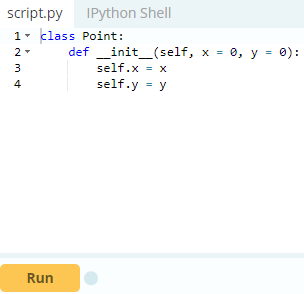 script.py IPython Shell
1 class Point:
2 def __init__(self, x = 0, y = 0):
3 self.x = x
4 self.y = y
Run